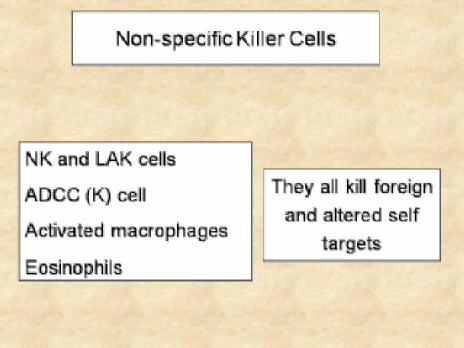 Non-specific Killer Cells
NK and LAK cells
ADCC (K) cell
Activated macrophages
Eosinophils
They all kill foreign
and altered self
targets